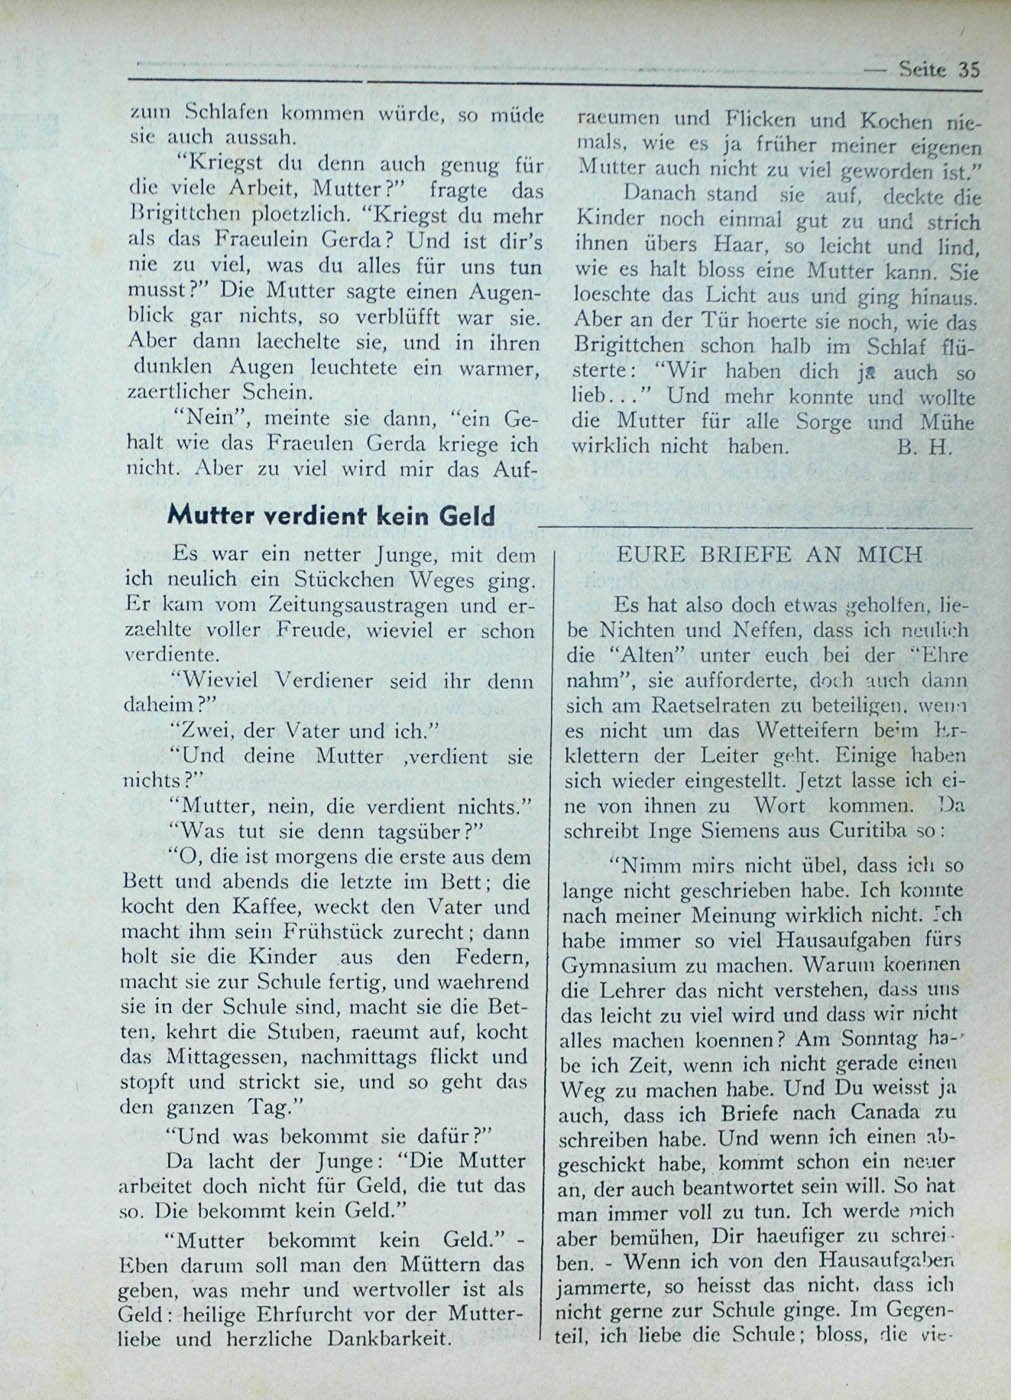 — Seite 35
zum Schlafen kommen würde, so müde
sie auch aussah.
“Kriegst du denn auch genug für
die viele Arbeit, Mutter?” fragte das
Brigittchen ploetzlich. “Kriegst du mehr
als das Fraeulein Gerda? Und ist dir's
nie zu viel, was du alles für uns tun
musst?” Die Mutter sagte einen Augen-
blick gar nichts, so verblüfft war sie.
Aber dann laechelte sie, und in ihren
dunklen Augen leuchtete ein warmer,
zaertlicher Schein.
“Nein”, meinte sie dann, “ein Ge-
halt wie das Fraeulen Gerda kriege ich
nicht. Aber zu viel wird mir das Auf-
raeumen und Flicken und Kochen nie-
mals, wie es ja früher meiner eigenen
Mutter auch nicht zu viel geworden ist.”
Danach stand sie auf, deckte die
Kinder noch einmal gut zu und strich
ihnen übers Haar, so leicht und lind,
wie es halt bloss eine Mutter kann. Sie
loeschte das Licht aus und ging hinaus.
Aber an der Tür hoerte sie noch, wie das
Brigittchen schon halb im Schlaf flü-
sterte: “Wir haben dich ja auch so
lieb...” Und mehr konnte und wollte
die Mutter für alle Sorge und Mühe
wirklich nicht haben. B. H.
Mutter verdient kein Geld
Es war ein netter Junge, mit dem
ich neulich ein Stückchen Weges ging.
Er kam vom Zeitungsaustragen und er-
zaehlte voller Freude, wieviel er schon
verdiente.
“Wieviel Verdiener seid ihr denn
daheim?”
“Zwei, der Vater und ich.”
“Und deine Mutter ,verdient sie
nichts?”
“Mutter, nein, die verdient nichts.”
“Was tut sie denn tagsüber?”
“O, die ist morgens die erste aus dem
Bett und abends die letzte im Bett; die
kocht den Kaffee, weckt den Vater und
macht ihm sein Frühstück zurecht; dann
holt sie die Kinder aus den Federn,
macht sie zur Schule fertig, und waehrend
sie in der Schule sind, macht sie die Bet-
ten, kehrt die Stuben, raeumt auf, kocht
das Mittagessen, nachmittags flickt und
stopft und strickt sie, und so geht das
den ganzen Tag.”
“Und was bekommt sie dafür?”
Da lacht der Junge: “Die Mutter
arbeitet doch nicht für Geld, die tut das
so. Die bekommt kein Geld.”
“Mutter bekommt kein Geld.” -
Eben darum soll man den Müttern das
geben, was mehr und wertvoller ist als
Geld: heilige Ehrfurcht vor der Mutter-
liebe und herzliche Dankbarkeit.
EURE BRIEFE AN MICH
Es hat also doch etwas geholfen, lie-
be Nichten und Neffen, dass ich neulich
die “Alten” unter euch bei der “Ehre
nahm”, sie aufforderte, doch auch dann
sich am Raetselraten zu beteiligen, wenn
es nicht um das Wetteifern beim Er-
klettern der Leiter geht. Einige haben
sich wieder eingestellt. Jetzt lasse ich ei-
ne von ihnen zu Wort kommen. Da
schreibt Inge Siemens aus Curitiba so:
“Nimm mirs nicht übel, dass ich so
lange nicht geschrieben habe. Ich konnte
nach meiner Meinung wirklich nicht. Ich
habe immer so viel Hausaufgaben fürs
Gymnasium zu machen. Warum koennen
die Lehrer das nicht verstehen, dass uns
das leicht zu viel wird und dass wir nicht
alles machen koennen? Am Sonntag ha-
be ich Zeit, wenn ich nicht gerade einen
Weg zu machen habe. Und Du weisst ja
auch, dass ich Briefe nach Canada zu
schreiben habe. Und wenn ich einen ab-
geschickt habe, kommt schon ein neuer
an, der auch beantwortet sein will. So hat
man immer voll zu tun. Ich werde mich
aber bemühen, Dir haeufiger zu schrei-
ben. - Wenn ich von den Hausaufgaben
jammerte, so heisst das nicht, dass ich
nicht gerne zur Schule ginge. Im Gegen-
teil, ich liebe die Schule; bloss, die vie-